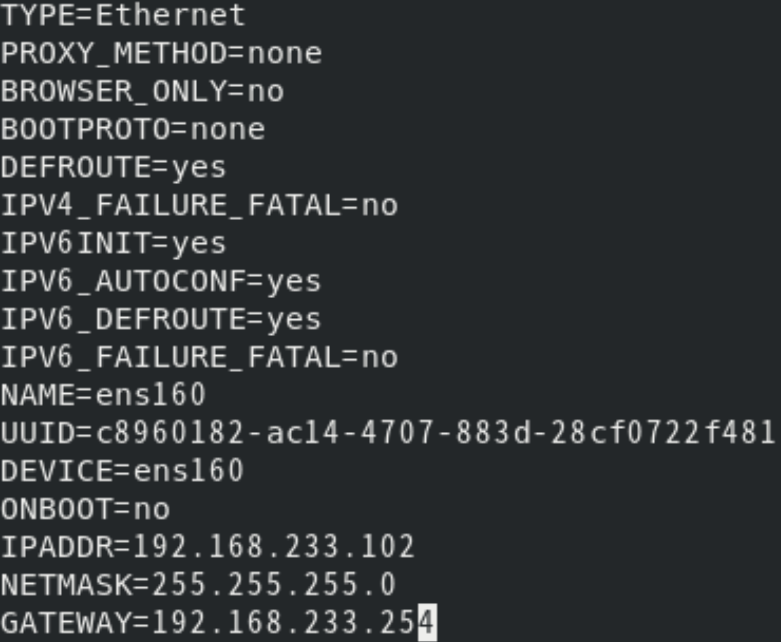 TYPE=Ethernet
PROXY_METHOD=none
BROWSER_ONLY=no
BOOTPROTO=none
DEFROUTE=yes
IPV4_FAILURE_FATAL=no
IPV6INIT=yes
IPV6_AUTOCONF=yes
IPV6_DEFROUTE=yes
IPV6_FAILURE_FATAL=no
NAME=ens160
UUID=c8960182-ac14-4707-883d-28cf0722f481
DEVICE=ens160
ONBOOT=no
IPADDR=192.168.233.102
NETMASK=255.255.255.0
GATEWAY=192.168.233.254